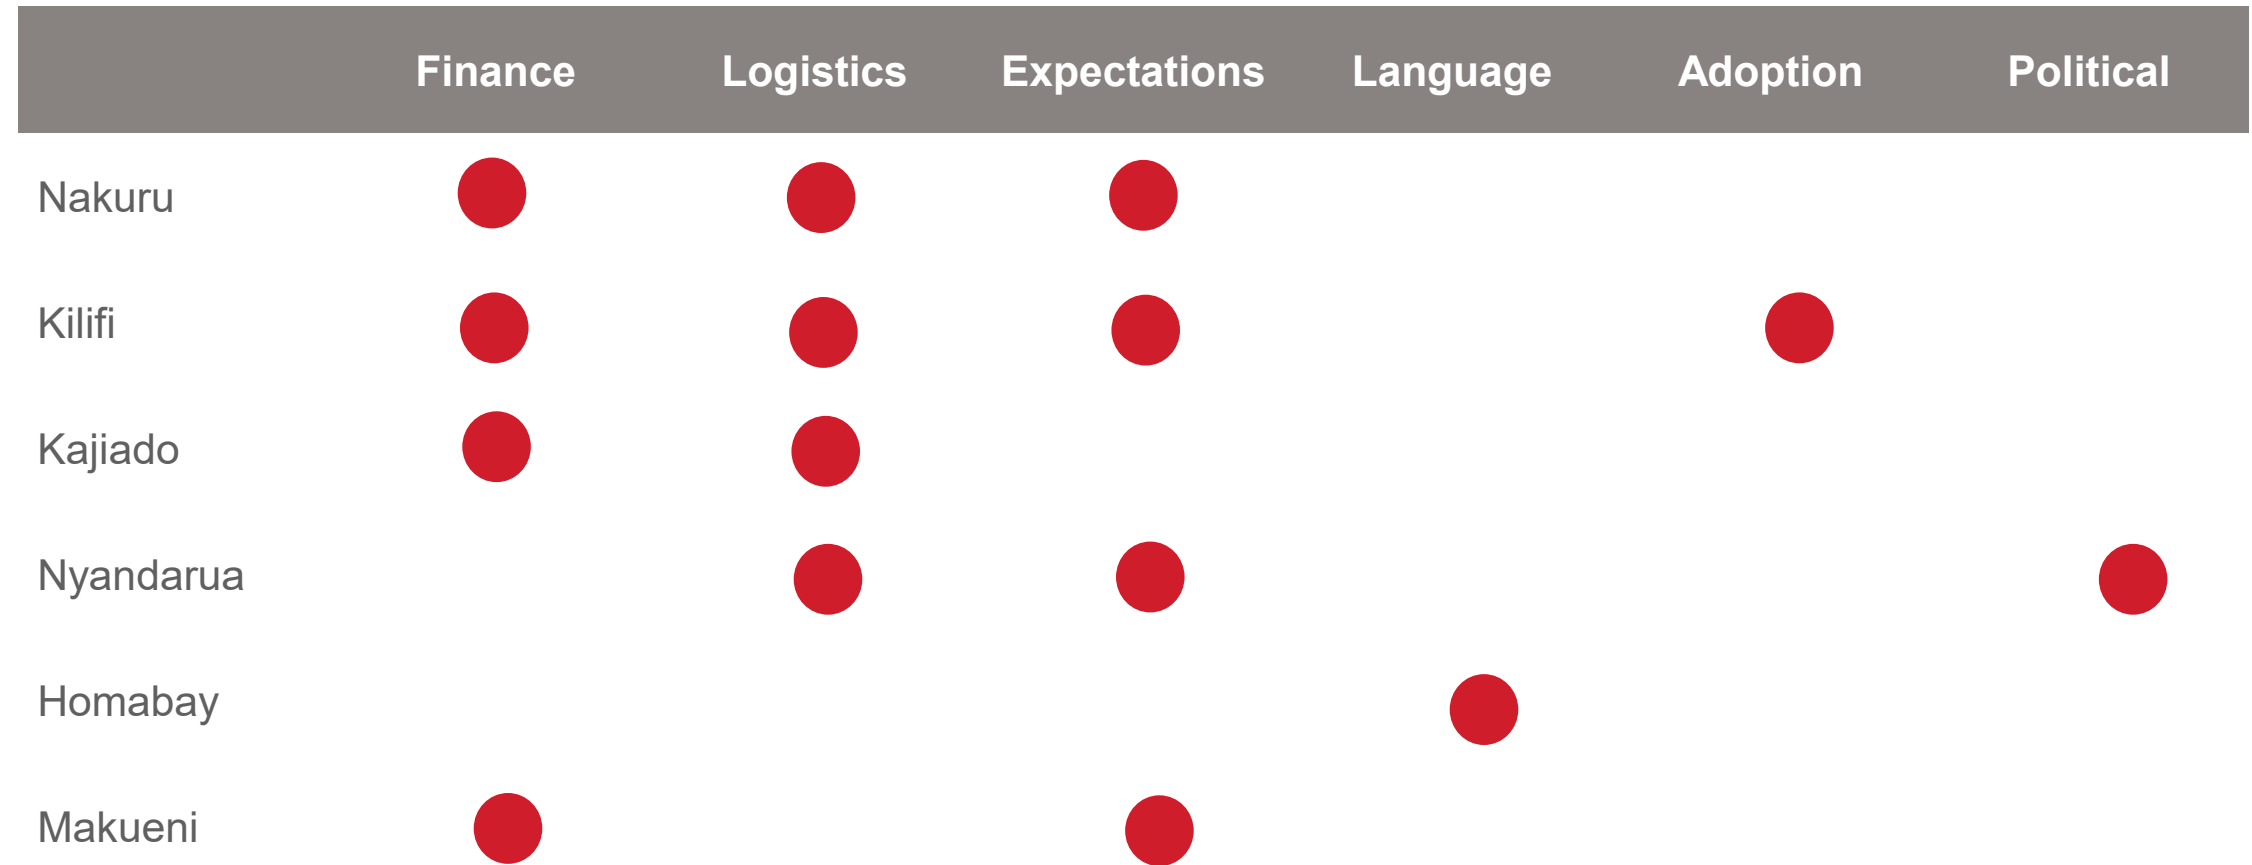 Finance Logistics Expectations Language Adoption Political
Nakuru
Kilifi
Kajiado
Nyandarua
Homabay
Makueni